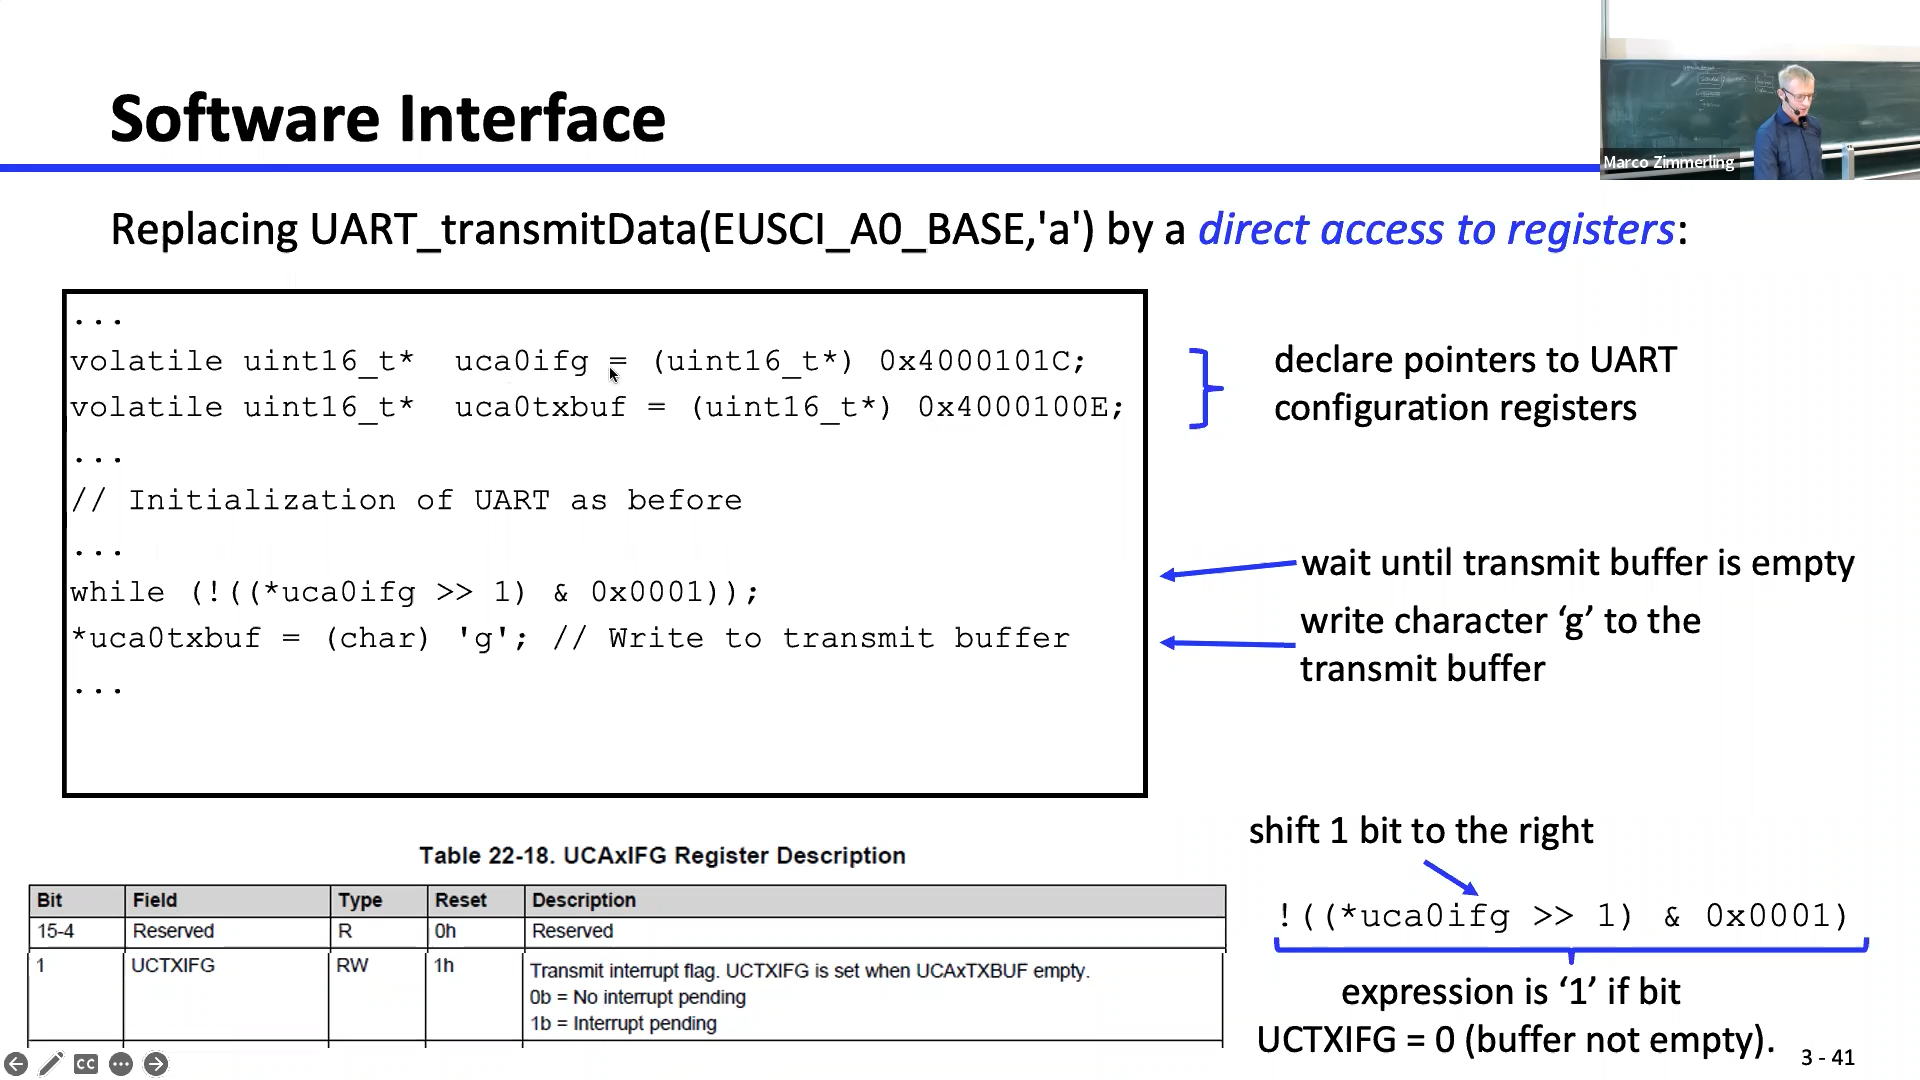 Software Interface
Marco Zimmerling
Replacing UART_transmitData(EUSCI_A0_BASE,'a') by a direct access to registers:
...
volatile uint16_t*  uca0ifg = (uint16_t*) 0x4000101C;
volatile uint16_t*  uca0txbuf = (uint16_t*) 0x4000100E;
...
// Initialization of UART as before
...
while (!((*uca0ifg >> 1) & 0x0001));
*uca0txbuf = (char) 'g'; // Write to transmit buffer
...
declare pointers to UART
configuration registers
wait until transmit buffer is empty
write character ‘g’ to the
transmit buffer
Table 22-18. UCAxIFG Register Description
Bit Field Type Reset Description
15-4 Reserved R 0h Reserved
1 UCTXIFG RW 1h Transmit interrupt flag. UCTXIFG is set when UCAxTXBUF empty.
0b = No interrupt pending
1b = Interrupt pending
shift 1 bit to the right
!((*uca0ifg >> 1) & 0x0001)
expression is ‘1’ if bit
UCTXIFG = 0 (buffer not empty).
CC
3 - 41